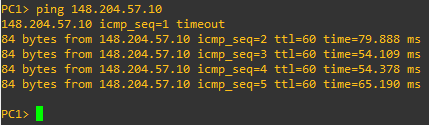 PC1> ping 148.204.57.10
148.204.57.10 icmp_seq=1 timeout
84 bytes from 148.204.57.10 icmp_seq=2 ttl=60 time=79.888 ms
84 bytes from 148.204.57.10 icmp_seq=3 ttl=60 time=54.109 ms
84 bytes from 148.204.57.10 icmp_seq=4 ttl=60 time=54.378 ms
84 bytes from 148.204.57.10 icmp_seq=5 ttl=60 time=65.190 ms
PC1>